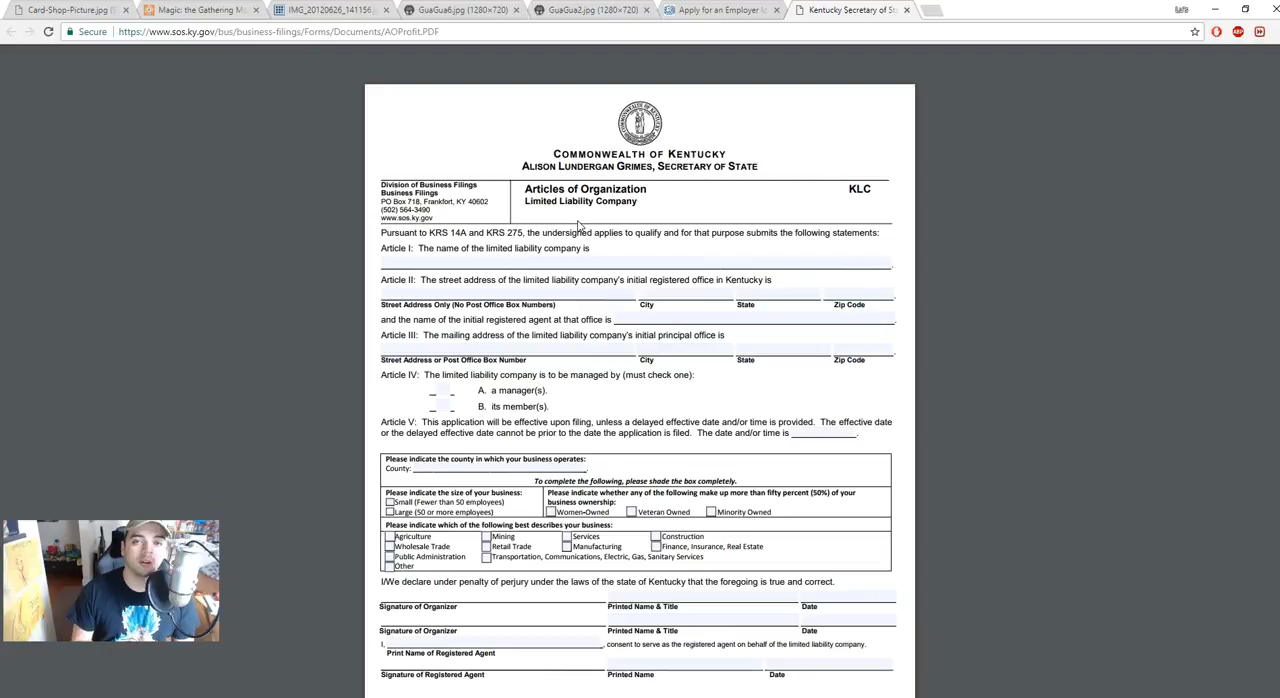 Card-Shop-Picture.jpg (
Magic: the Gathering M
IMG_20120626_141156.
GuaGua6.jpg (1280×720)
GuaGua2.jpg (1280×720)
Apply for an Employer I
Kentucky Secretary of St
Secure
https://www.sos.ky.gov/bus/business-filings/Forms/Documents/AOProfit.PDF
ABP
COMMONWEALTH OF KENTUCKY
ALISON LUNDERGAN GRIMES, SECRETARY OF STATE
Division of Business Filings
Business Filings
PO Box 718, Frankfort, KY 40602
(502) 564-3490
www.sos.ky.gov
Articles of Organization
Limited Liability Company
KLC
Pursuant to KRS 14A and KRS 275, the undersigned applies to qualify and for that purpose submits the following statements:
Article I: The name of the limited liability company is
Article II: The street address of the limited liability company's initial registered office in Kentucky is
Street Address Only (No Post Office Box Numbers) City State Zip Code
and the name of the initial registered agent at that office is
Article III: The mailing address of the limited liability company's initial principal office is
Street Address or Post Office Box Number City State Zip Code
Article IV: The limited liability company is to be managed by (must check one):
A. a manager(s).
B. its member(s).
Article V: This application will be effective upon filing, unless a delayed effective date and/or time is provided. The effective date
or the delayed effective date cannot be prior to the date the application is filed. The date and/or time is
Please indicate the county in which your business operates:
County:
To complete the following, please shade the box completely.
Please indicate the size of your business:
Small (Fewer than 50 employees)
Large (50 or more employees)
Please indicate whether any of the following make up more than fifty percent (50%) of your
business ownership:
Women-Owned Veteran Owned Minority Owned
Please indicate which of the following best describes your business:
Agriculture Mining Services Construction
Wholesale Trade Retail Trade Manufacturing Finance, Insurance, Real Estate
Public Administration Transportation, Communications, Electric, Gas, Sanitary Services
Other
I/We declare under penalty of perjury under the laws of the state of Kentucky that the foregoing is true and correct.
Signature of Organizer Printed Name & Title Date
Signature of Organizer Printed Name & Title Date
I, , consent to serve as the registered agent on behalf of the limited liability company.
Print Name of Registered Agent
Signature of Registered Agent Printed Name Date